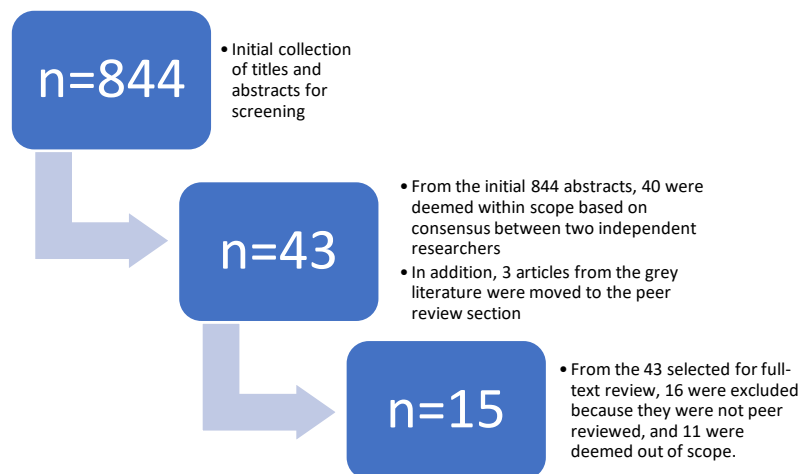 n=844
• Initial collection
of titles and
abstracts for
screening
n=43
• From the initial 844 abstracts, 40 were
deemed within scope based on
consensus between two independent
researchers
• In addition, 3 articles from the grey
literature were moved to the peer
review section
n=15
• From the 43 selected for full-
text review, 16 were excluded
because they were not peer
reviewed, and 11 were
deemed out of scope.